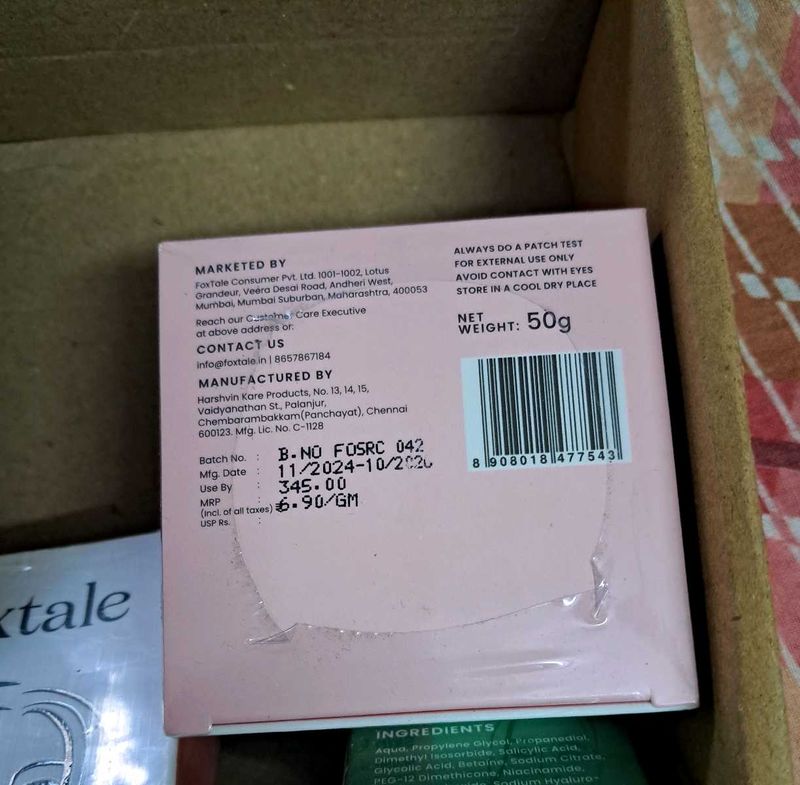 MARKETED BY
FoxTale Consumer Pvt. Ltd. 1001-1002, Lotus
Grandeur, Veera Desai Road, Andheri West,
Mumbai, Mumbai Suburban, Maharashtra, 400053
Reach our Customer Care Executive
at above address or:
CONTACT US
info@foxtale.in | 8657867184
MANUFACTURED BY
Harshvin Kare Products, No. 13, 14, 15,
Vaidyanathan St., Palanjur,
Chembarambakkam(Panchayat), Chennai
600123. Mfg. Lic. No. C-1128
Batch No. : B.NO FOSRC 042
Mfg. Date : 11/2024-10/2026
Use By : 345.00
MRP
(Incl. of all taxes) : 6.90/GM
USP Rs. :
ALWAYS DO A PATCH TEST
FOR EXTERNAL USE ONLY
AVOID CONTACT WITH EYES
STORE IN A COOL DRY PLACE
NET
WEIGHT: 50g
8 908018 477543
xtale
INGREDIENTS
Aqua, Propylene Glycol, Propanediol,
Dimethyl Isosorbide, Salicylic Acid,
Glycolic Acid, Betaine, Sodium Citrate,
PEG-12 Dimethicone, Niacinamide,
Sodium Hyaluro-